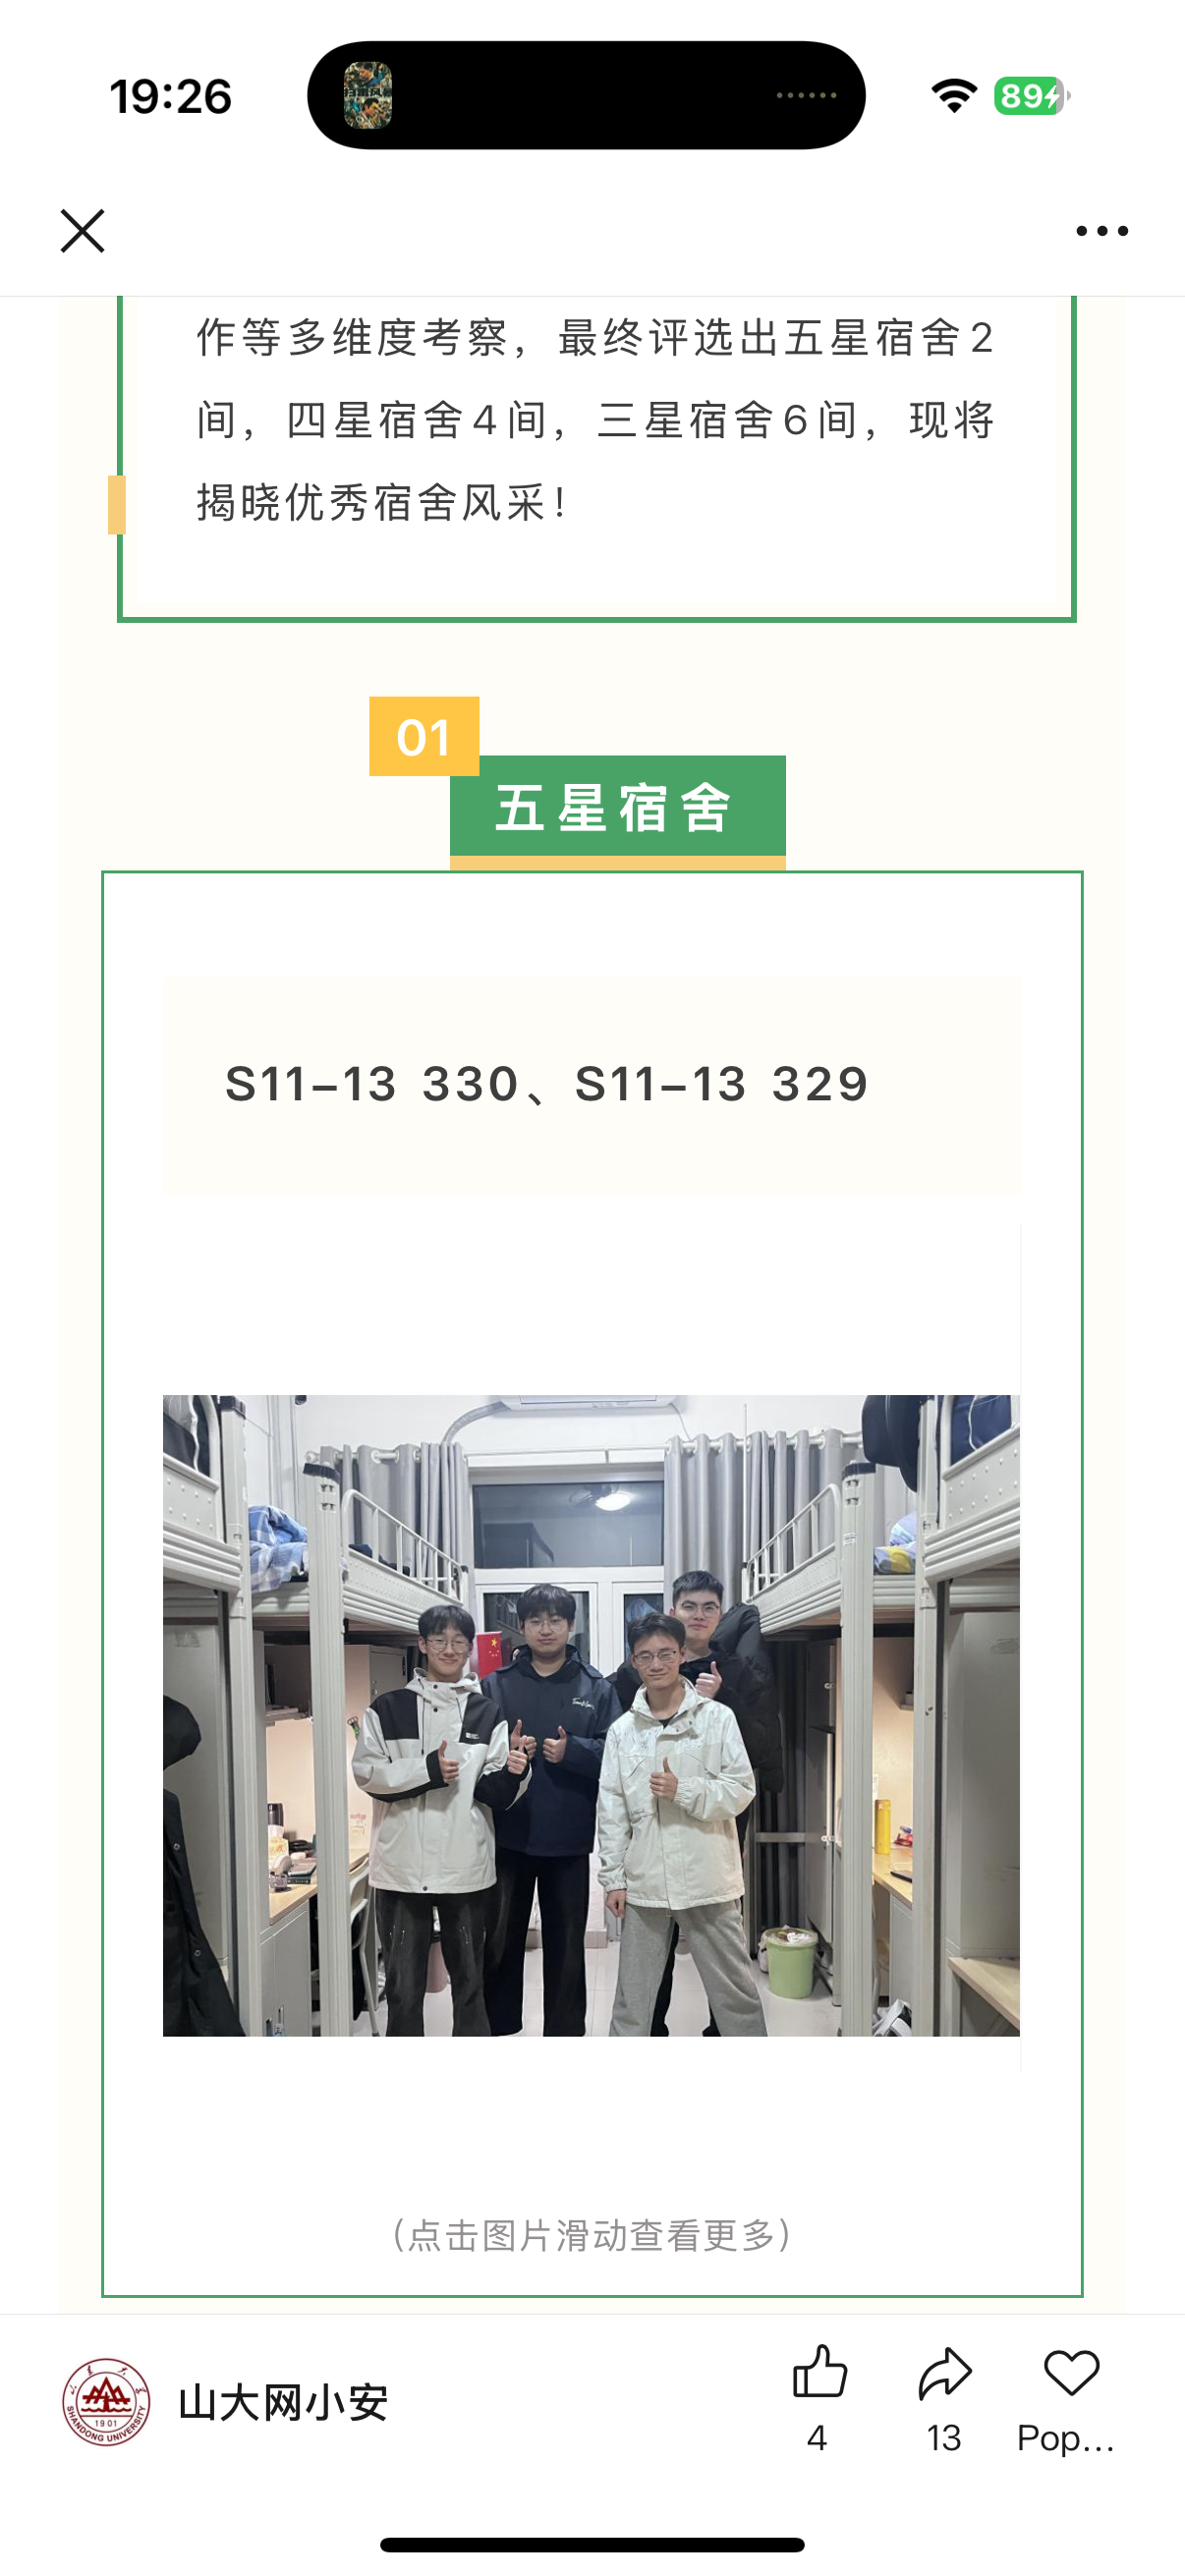 19:26
89
作等多维度考察，最终评选出五星宿舍2
间，四星宿舍4间，三星宿舍6间，现将
揭晓优秀宿舍风采！
01
五星宿舍
S11–13 330、S11–13 329
（点击图片滑动查看更多）
SHANDONG UNIVERSITY
1901
山大网小安
4
13
Pop...